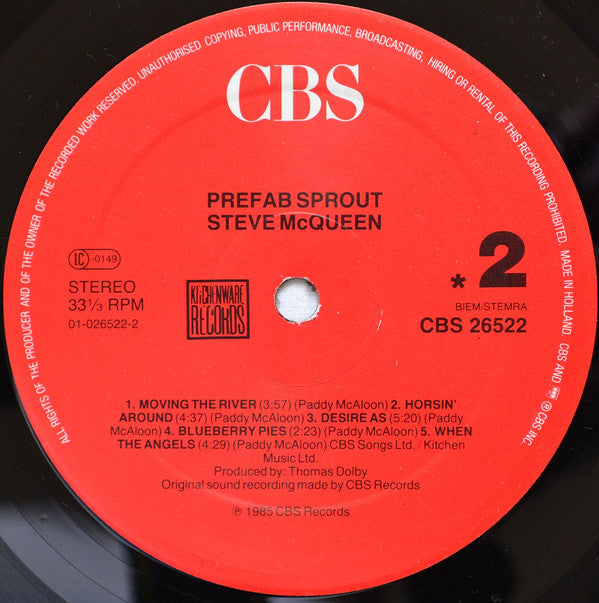 ALL RIGHTS OF THE PRODUCER AND OF THE OWNER OF THE RECORDED WORK RESERVED. UNAUTHORISED COPYING, PUBLIC PERFORMANCE, BROADCASTING, HIRING OR RENTAL OF THIS RECORDING PROHIBITED. MADE IN HOLLAND. CBS AND ® © CBS INC.
CBS
PREFAB SPROUT
STEVE McQUEEN
IC -0149
STEREO
33⅓ RPM
01-026522-2
KITCHENWARE
RECORDS
* 2
BIEM/STEMRA
CBS 26522
1. MOVING THE RIVER (3:57) (Paddy McAloon) 2. HORSIN'
AROUND (4:37) (Paddy McAloon) 3. DESIRE AS (5:20) (Paddy
McAloon) 4. BLUEBERRY PIES (2:23) (Paddy McAloon) 5. WHEN
THE ANGELS (4:29) (Paddy McAloon) CBS Songs Ltd. / Kitchen
Music Ltd.
Produced by: Thomas Dolby
Original sound recording made by CBS Records
℗ 1985 CBS Records